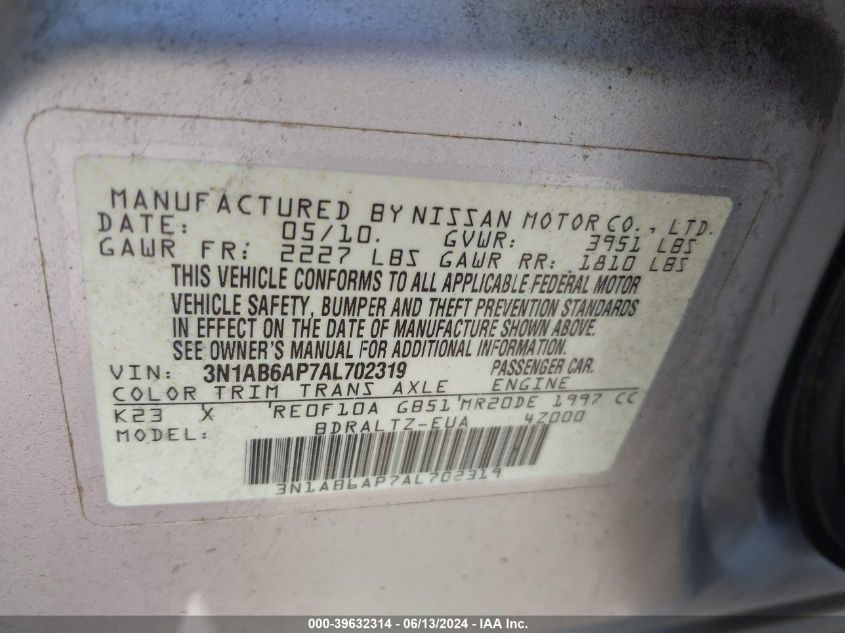 MANUFACTURED BY NISSAN MOTOR CO., LTD.
DATE: 05/10. GVWR: 3951 LBS
GAWR FR: 2227 LBS GAWR RR: 1810 LBS
THIS VEHICLE CONFORMS TO ALL APPLICABLE FEDERAL MOTOR
VEHICLE SAFETY, BUMPER AND THEFT PREVENTION STANDARDS
IN EFFECT ON THE DATE OF MANUFACTURE SHOWN ABOVE.
SEE OWNER'S MANUAL FOR ADDITIONAL INFORMATION.
VIN: 3N1AB6AP7AL702319 PASSENGER CAR.
COLOR TRIM TRANS AXLE ENGINE
K23 X RE0F10A GB51 MR20DE 1997 CC
MODEL: BDRALTZ-EUA 4Z000
3N1AB6AP7AL702319
000-39632314 - 06/13/2024 - IAA Inc.